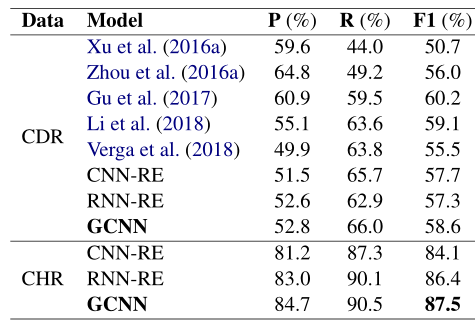 Data Model P (%) R (%) F1 (%)
Xu et al. (2016a) 59.6 44.0 50.7
Zhou et al. (2016a) 64.8 49.2 56.0
Gu et al. (2017) 60.9 59.5 60.2
Li et al. (2018) 55.1 63.6 59.1
CDR
Verga et al. (2018) 49.9 63.8 55.5
CNN-RE 51.5 65.7 57.7
RNN-RE 52.6 62.9 57.3
GCNN 52.8 66.0 58.6
CNN-RE 81.2 87.3 84.1
CHR RNN-RE 83.0 90.1 86.4
GCNN 84.7 90.5 87.5